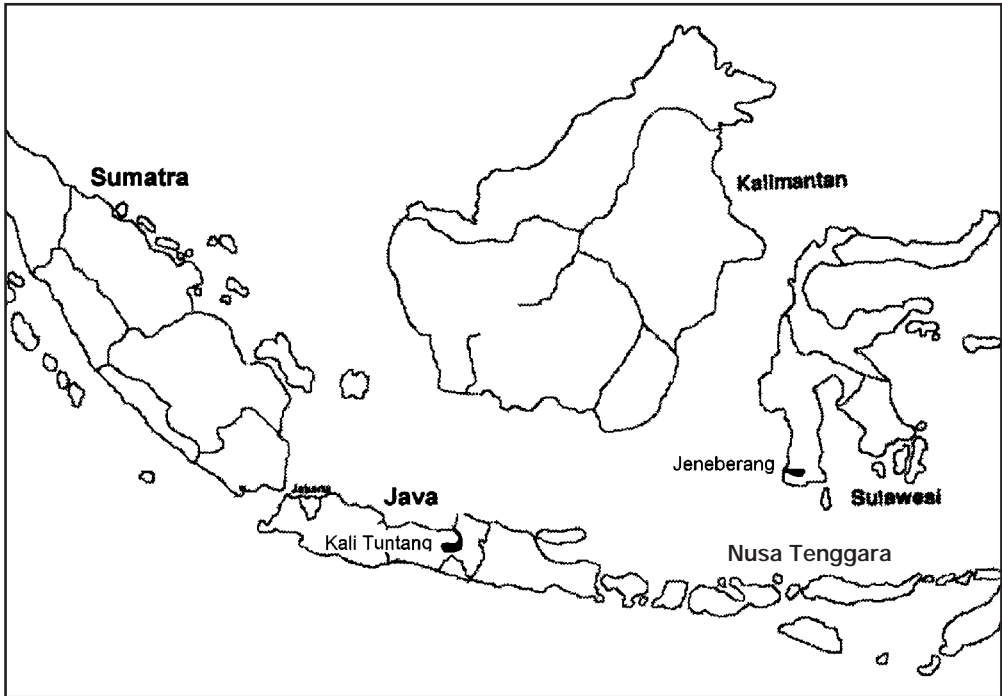 Sumatra
Kalimantan
Jeneberang
Sulawesi
Jakarta
Java
Kali Tuntang
Nusa Tenggara